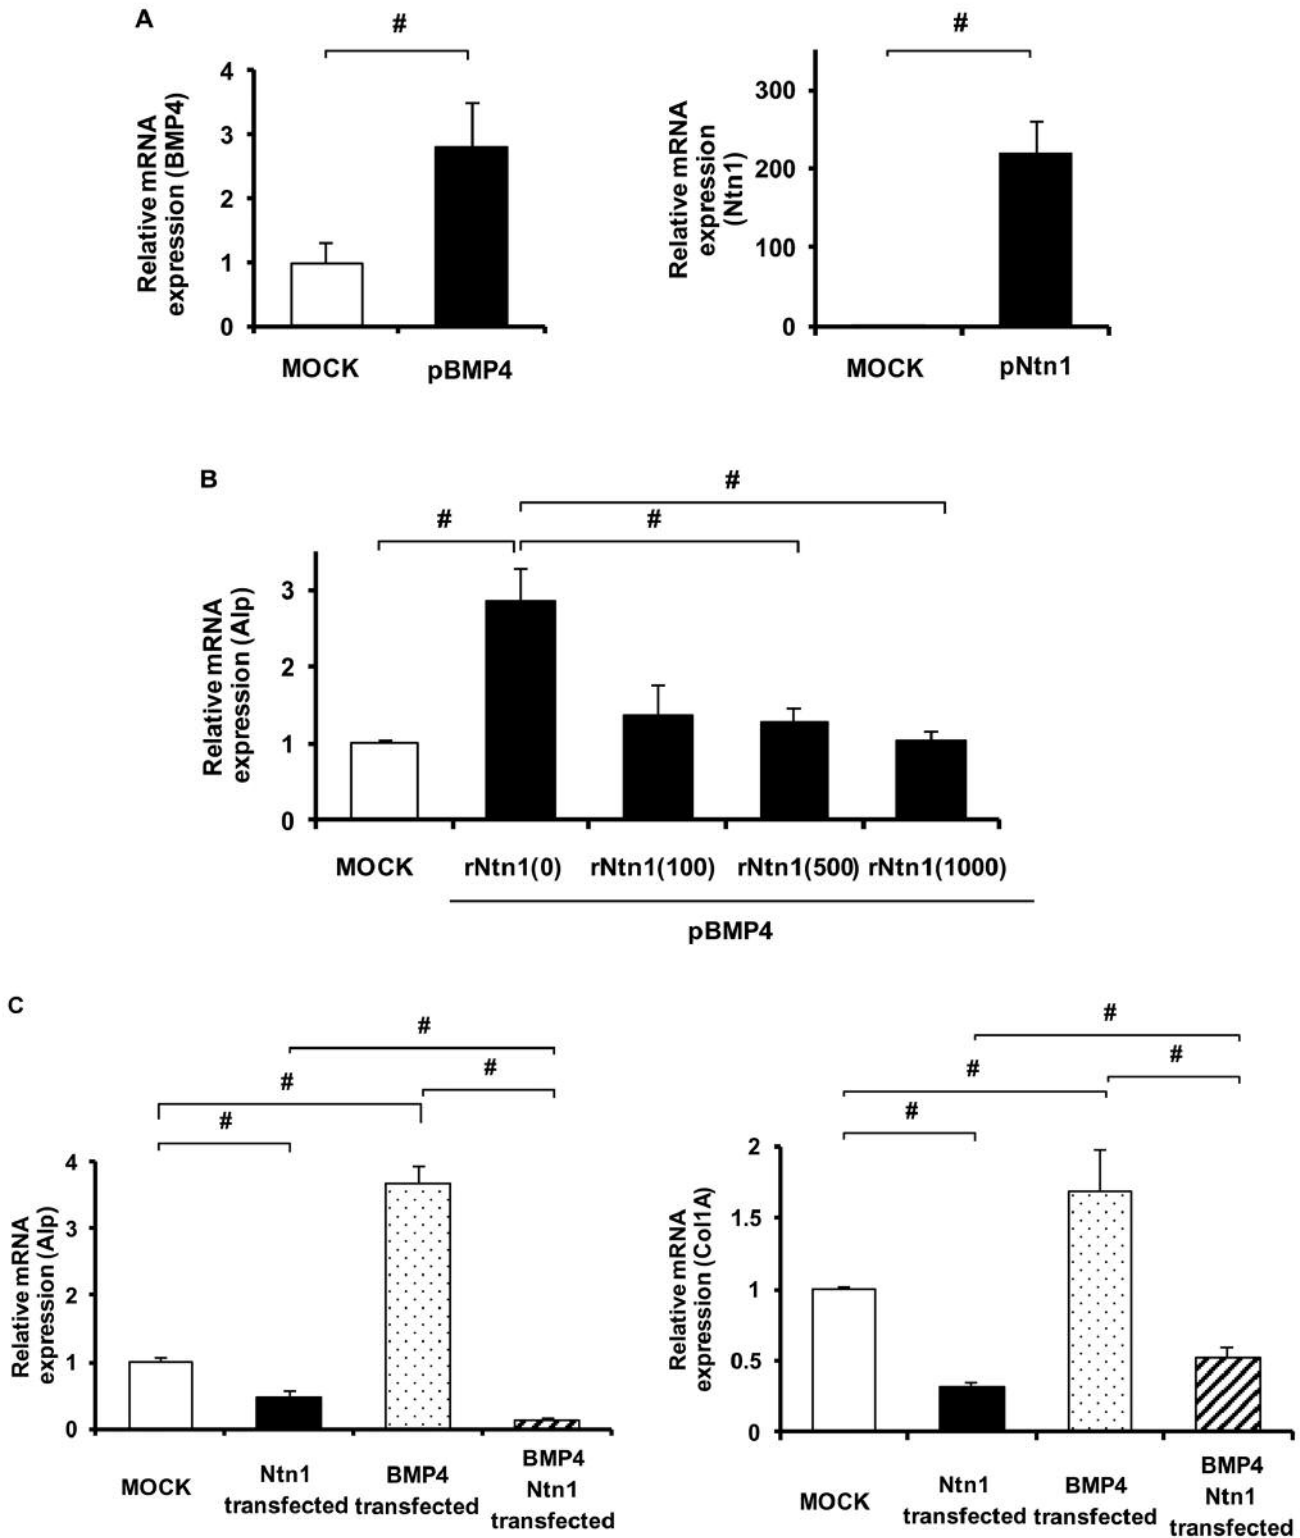 A
#
Relative mRNA
expression (BMP4)
4
3
2
1
0
MOCK
pBMP4
#
Relative mRNA
expression
(Ntn1)
300
200
100
0
MOCK
pNtn1
B
#
#
#
Relative mRNA
expression (Alp)
3
2
1
0
MOCK
rNtn1(0)
rNtn1(100)
rNtn1(500)
rNtn1(1000)
pBMP4
C
#
#
#
#
Relative mRNA
expression (Alp)
4
3
2
1
0
MOCK
Ntn1
transfected
BMP4
transfected
BMP4
Ntn1
transfected
#
#
#
#
Relative mRNA
expression (Col1A)
2
1.5
1
0.5
0
MOCK
Ntn1
transfected
BMP4
transfected
BMP4
Ntn1
transfected